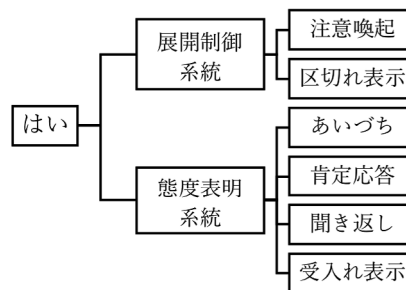 はい
展開制御
系統
注意喚起
区切れ表示
態度表明
系統
あいづち
肯定応答
聞き返し
受入れ表示